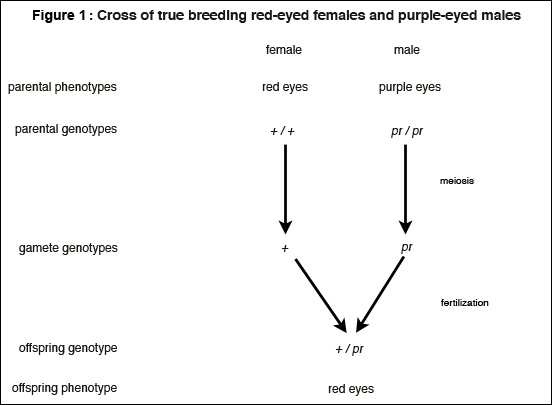 Figure 1 : Cross of true breeding red-eyed females and purple-eyed males
female male
parental phenotypes red eyes purple eyes
parental genotypes + / + pr / pr
meiosis
gamete genotypes + pr
fertilization
offspring genotype + / pr
offspring phenotype red eyes